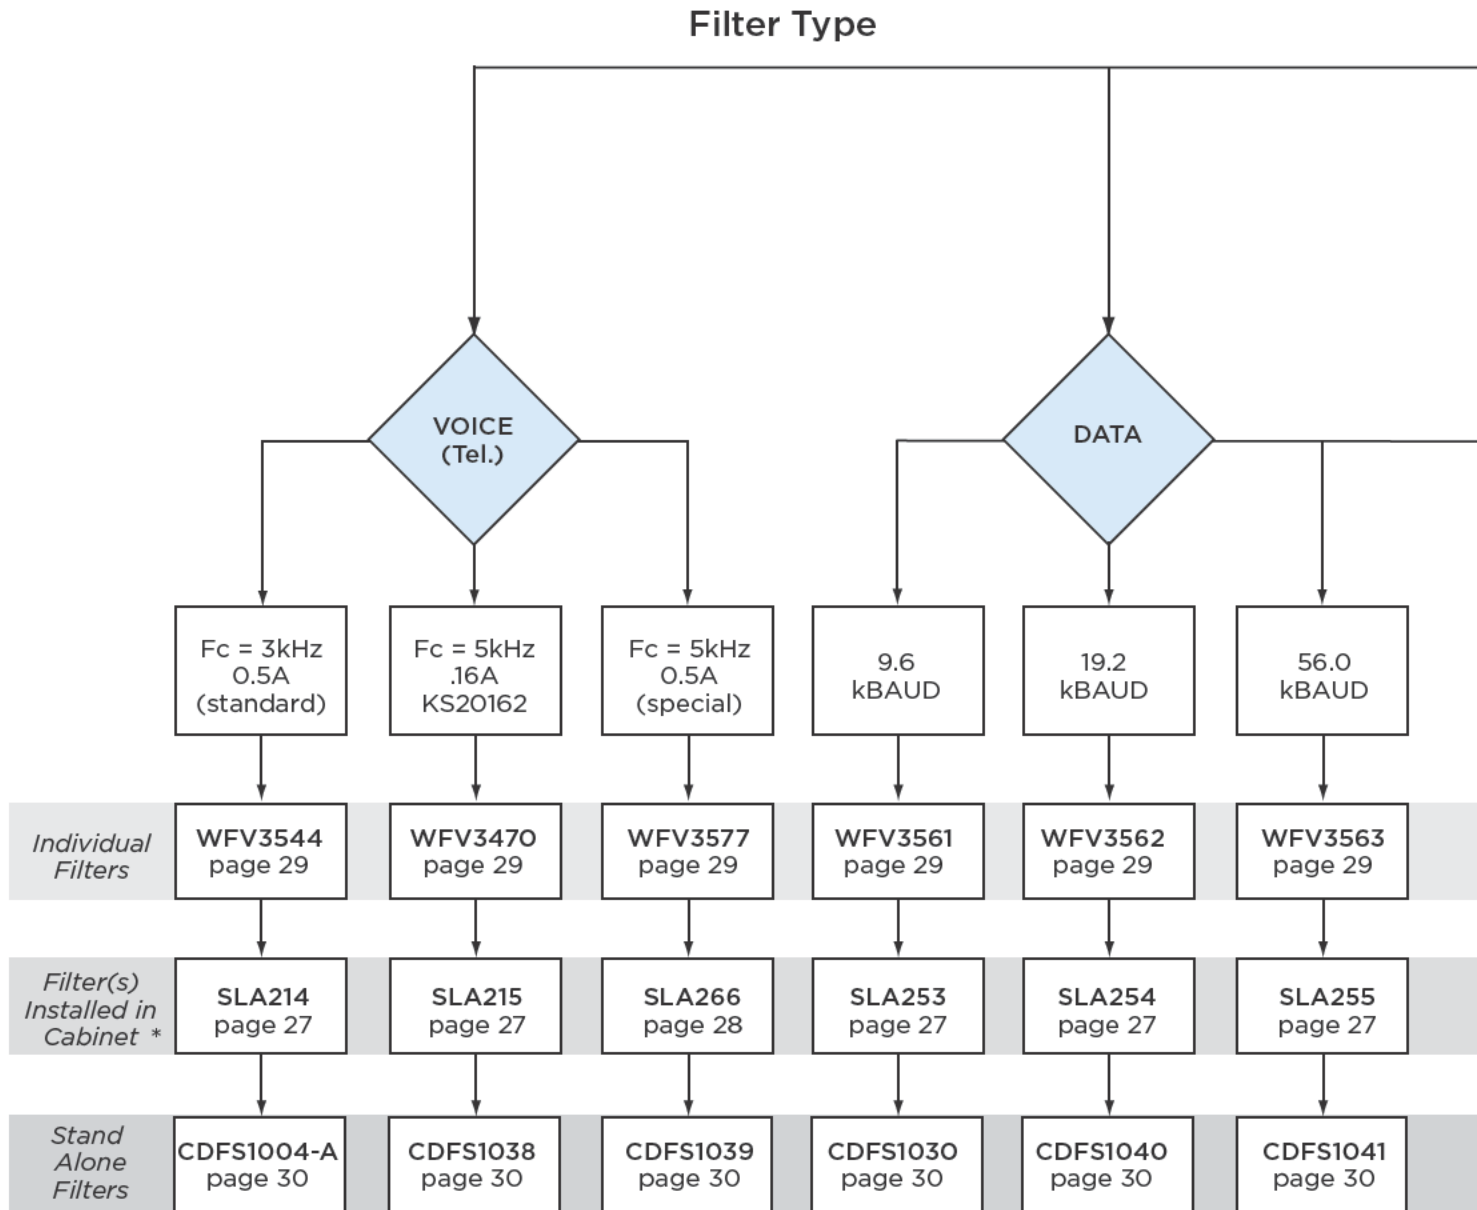 Filter Type
VOICE
(Tel.)
DATA
Fc = 3kHz
0.5A
(standard)
Fc = 5kHz
.16A
KS20162
Fc = 5kHz
0.5A
(special)
9.6
kBAUD
19.2
kBAUD
56.0
kBAUD
Individual
Filters
WFV3544
page 29
WFV3470
page 29
WFV3577
page 29
WFV3561
page 29
WFV3562
page 29
WFV3563
page 29
Filter(s)
Installed in
Cabinet *
SLA214
page 27
SLA215
page 27
SLA266
page 28
SLA253
page 27
SLA254
page 27
SLA255
page 27
Stand
Alone
Filters
CDFS1004-A
page 30
CDFS1038
page 30
CDFS1039
page 30
CDFS1030
page 30
CDFS1040
page 30
CDFS1041
page 30